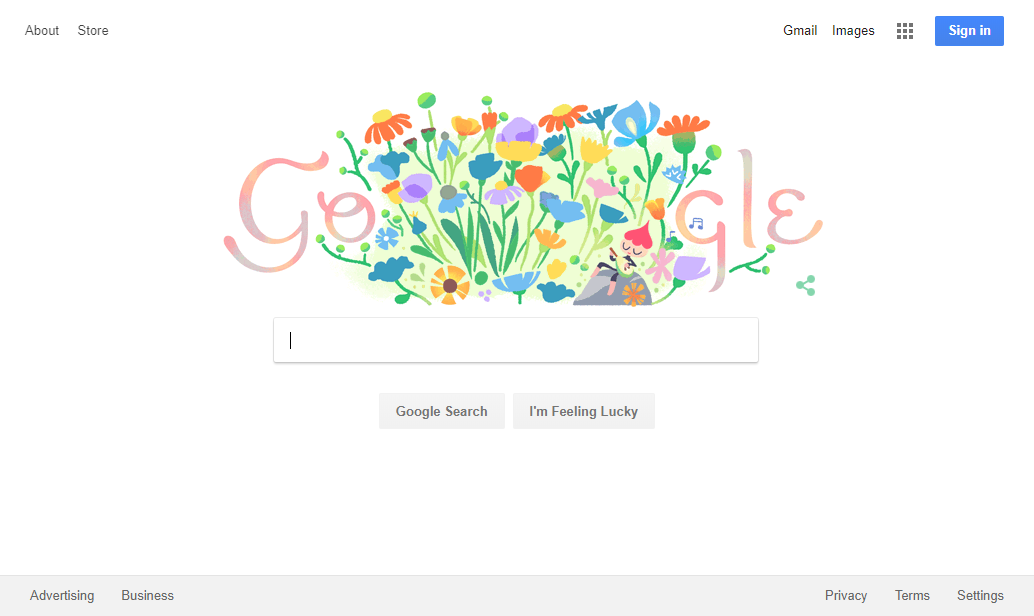 About Store Gmail Images Sign in
Google
Google Search I'm Feeling Lucky
Advertising Business Privacy Terms Settings